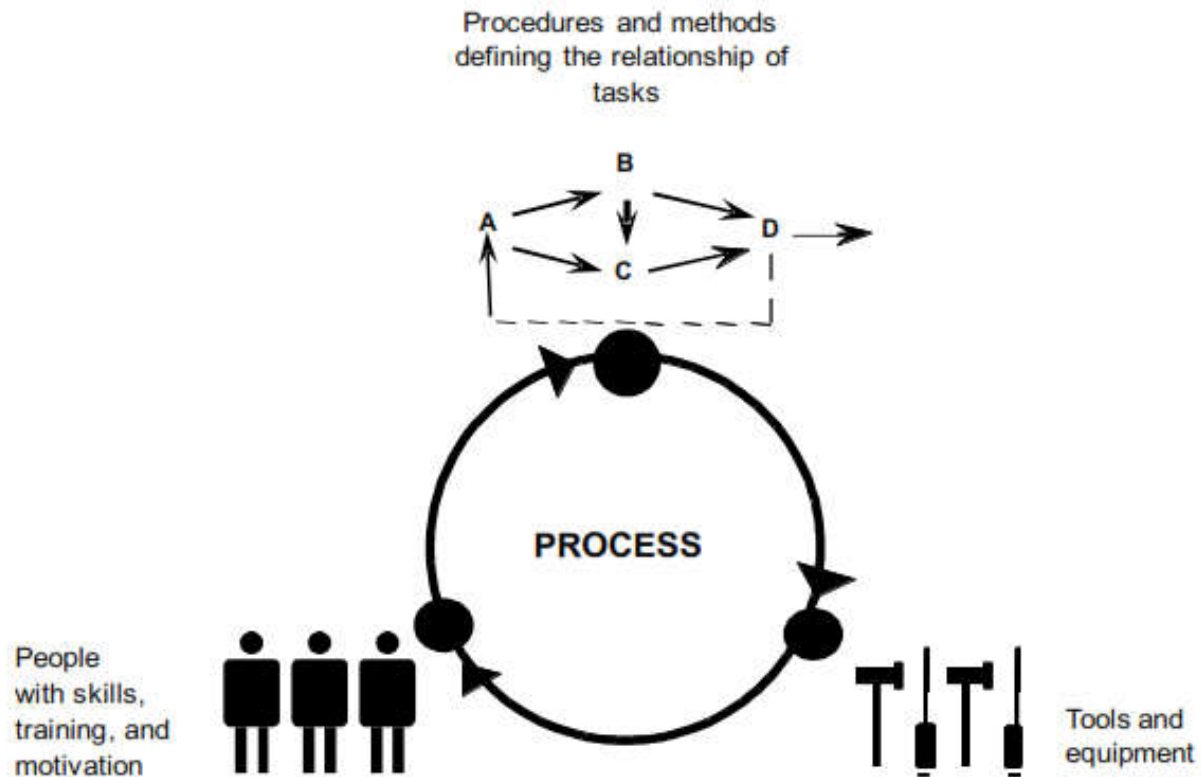 Procedures and methods
defining the relationship of
tasks
B
A
D
C
PROCESS
People
with skills,
training, and
motivation
Tools and
equipment